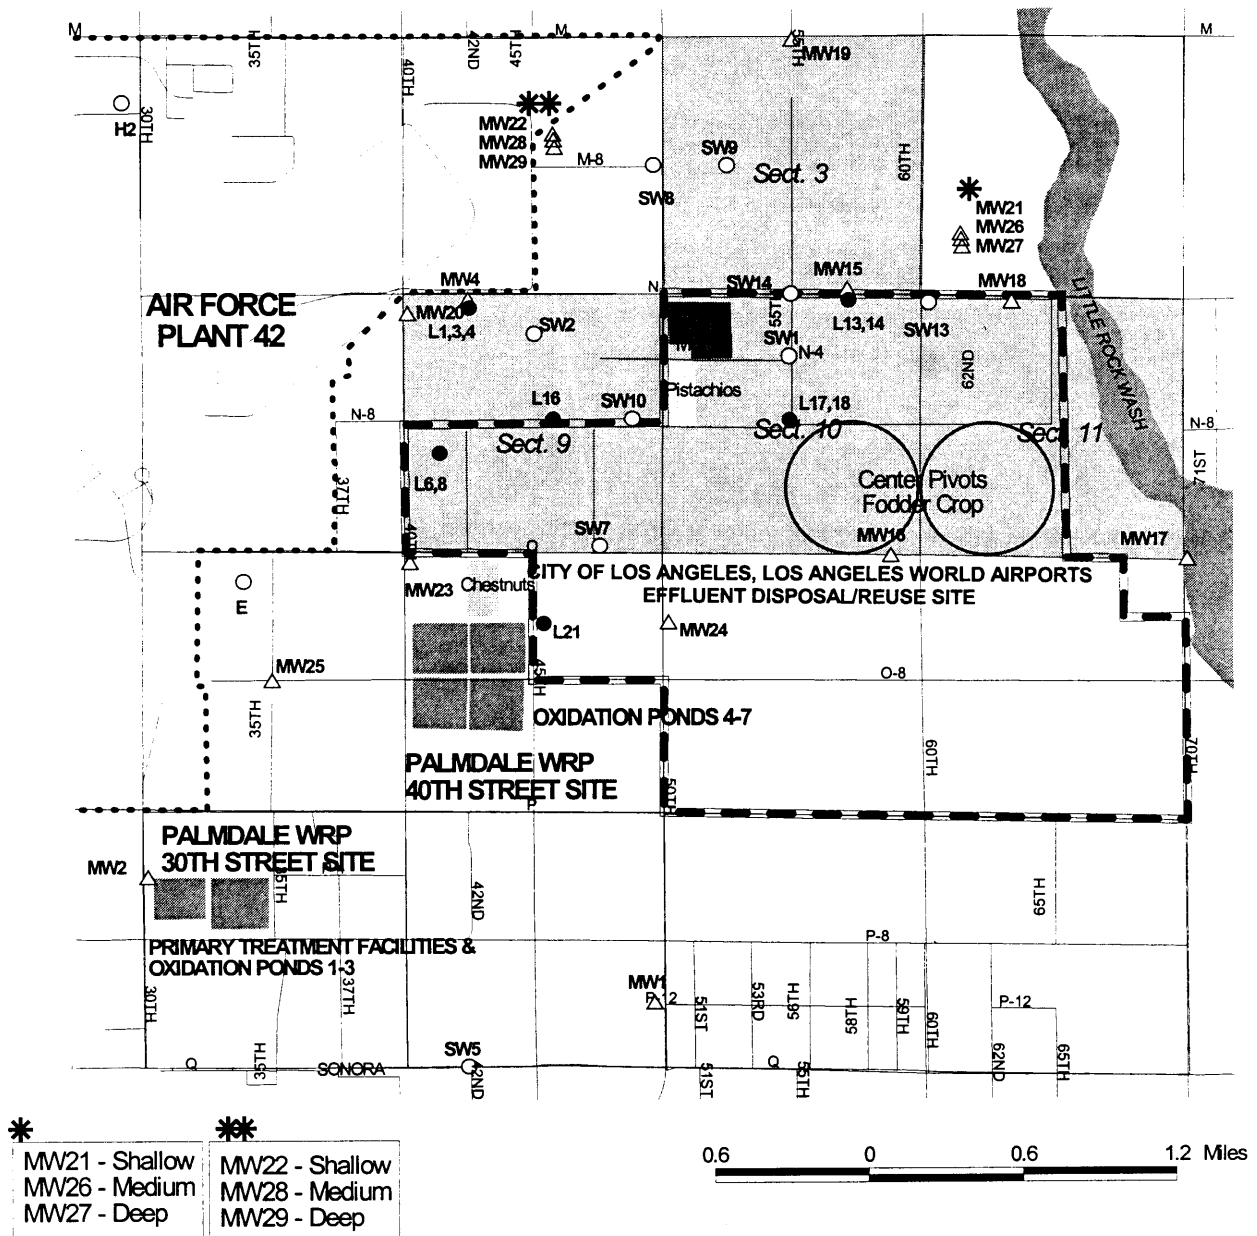 M
M
M
35TH
42ND
45TH
55TH
MW19
40TH
H2
30TH
MW22
MW28
MW29
M-8
SW8
SW9
Sect. 3
60TH
MW21
MW26
MW27
MW4
MW20
L1,3,4
SW2
N
SW14
MW15
MW18
55T
L13,14
SW13
AIR FORCE
PLANT 42
SW1
N-4
62ND
LITTLE ROCK WASH
Pistachios
N-8
L16
SW10
L17,18
N-8
Sect. 9
Sect. 10
Sect. 11
71ST
L6,8
37TH
40TH
Center Pivots
Fodder Crop
SW7
O
MW16
MW17
MW23
Chestnuts
CITY OF LOS ANGELES, LOS ANGELES WORLD AIRPORTS
EFFLUENT DISPOSAL/REUSE SITE
E
L21
MW24
MW25
45TH
O-8
35TH
OXIDATION PONDS 4-7
PALMDALE WRP
40TH STREET SITE
50TH
60TH
70TH
P
PALMDALE WRP
30TH STREET SITE
MW2
35TH
42ND
65TH
PRIMARY TREATMENT FACILITIES &
OXIDATION PONDS 1-3
P-8
30TH
37TH
MW1
P-12
51ST
53RD
56TH
58TH
59TH
60TH
P-12
Q
35TH
SONORA
SW5
42ND
51ST
Q
55TH
62ND
65TH
MW21 - Shallow
MW26 - Medium
MW27 - Deep
MW22 - Shallow
MW28 - Medium
MW29 - Deep
0.6 0 0.6 1.2 Miles